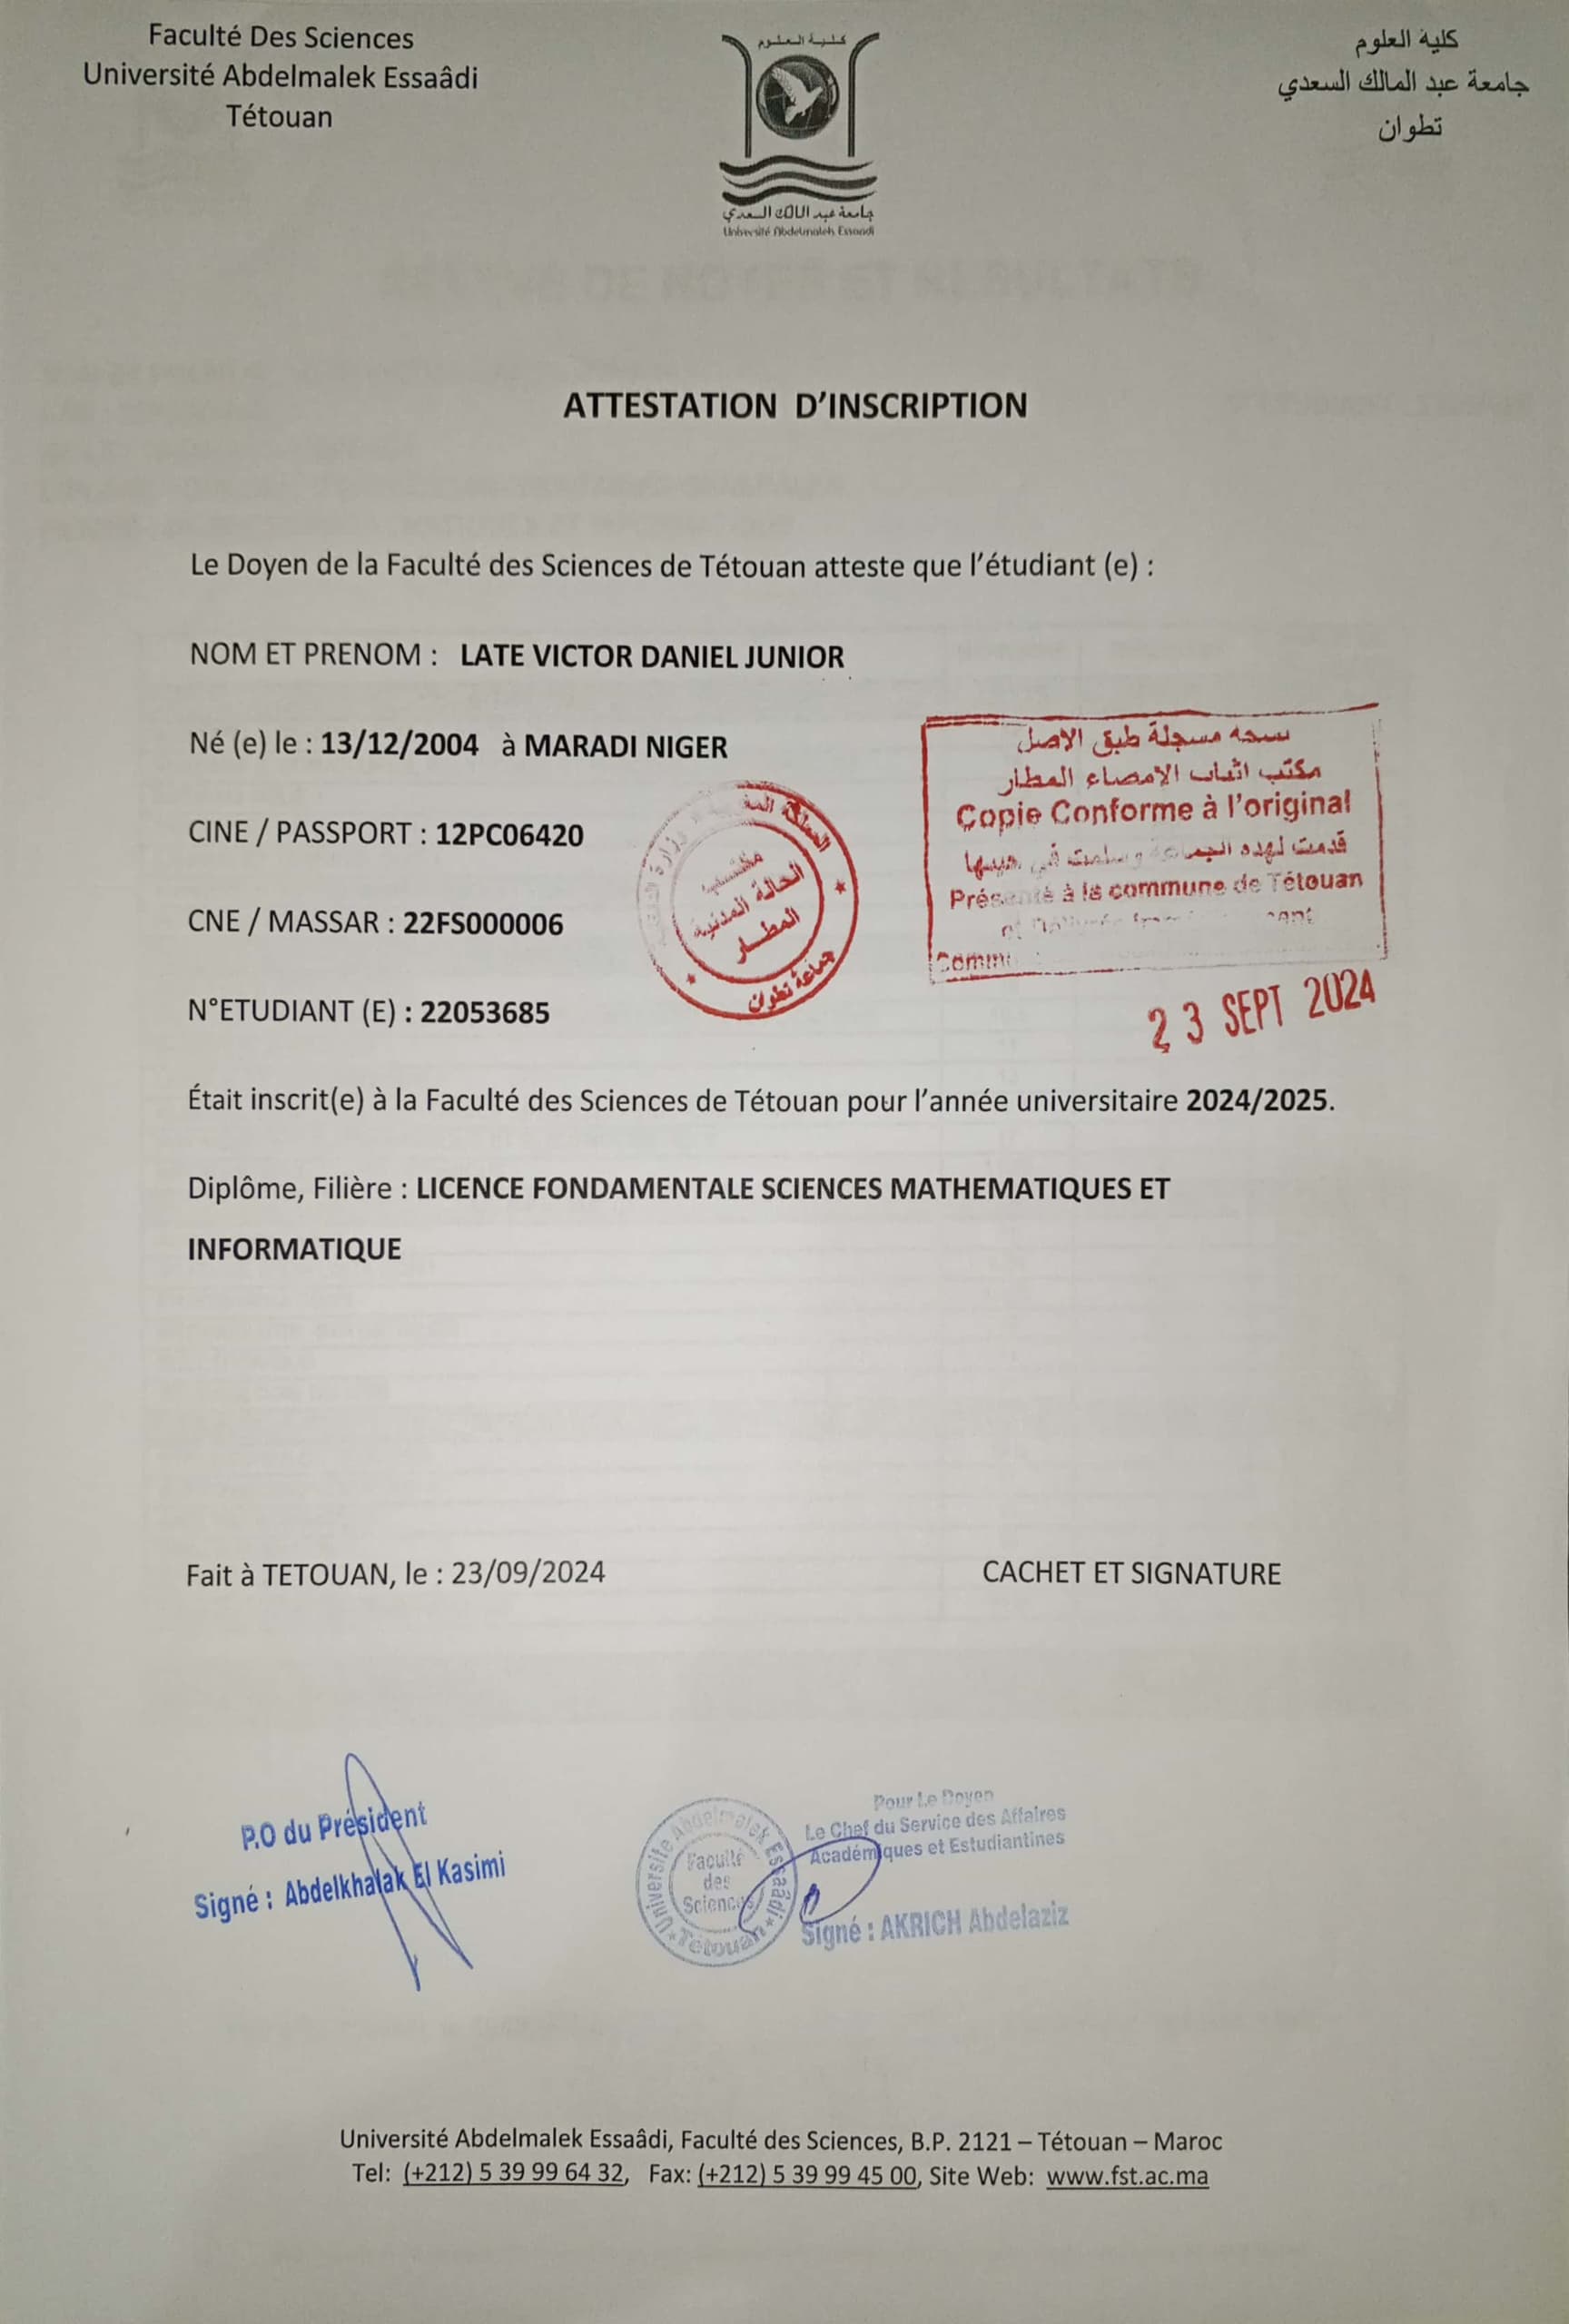 Faculté Des Sciences
Université Abdelmalek Essaâdi
Tétouan
كلية العلوم
جامعة عبد المالك السعدي
تطوان
كلية العلوم
جامعة عبد المالك السعدي
Université Abdelmalek Essaadi
ATTESTATION D'INSCRIPTION
Le Doyen de la Faculté des Sciences de Tétouan atteste que l'étudiant (e) :
NOM ET PRENOM : LATE VICTOR DANIEL JUNIOR
Né (e) le : 13/12/2004 à MARADI NIGER
CINE / PASSPORT : 12PC06420
CNE / MASSAR : 22FS000006
N°ETUDIANT (E) : 22053685
المملكة المغربية
مكتب
الحالة المدنية
المطار
جماعة تطوان
نسخة مسجلة طبق الاصل
مكتب اثبات الامضاء المطار
Copie Conforme à l'original
قدمت لهذه الجماعة وسلمت في
Présenté à la commune de Tétouan
23 SEPT 2024
Était inscrit(e) à la Faculté des Sciences de Tétouan pour l'année universitaire 2024/2025.
Diplôme, Filière : LICENCE FONDAMENTALE SCIENCES MATHEMATIQUES ET
INFORMATIQUE
Fait à TETOUAN, le : 23/09/2024
CACHET ET SIGNATURE
P.O du Président
Signé : Abdelkhalak El Kasimi
Université Abdelmalek Essaâdi
Faculté
des
Sciences
Tétouan
Pour Le Doyen
Le Chef du Service des Affaires
Académiques et Estudiantines
Signé : AKRICH Abdelaziz
Université Abdelmalek Essaâdi, Faculté des Sciences, B.P. 2121 – Tétouan – Maroc
Tel: (+212) 5 39 99 64 32, Fax: (+212) 5 39 99 45 00, Site Web: www.fst.ac.ma